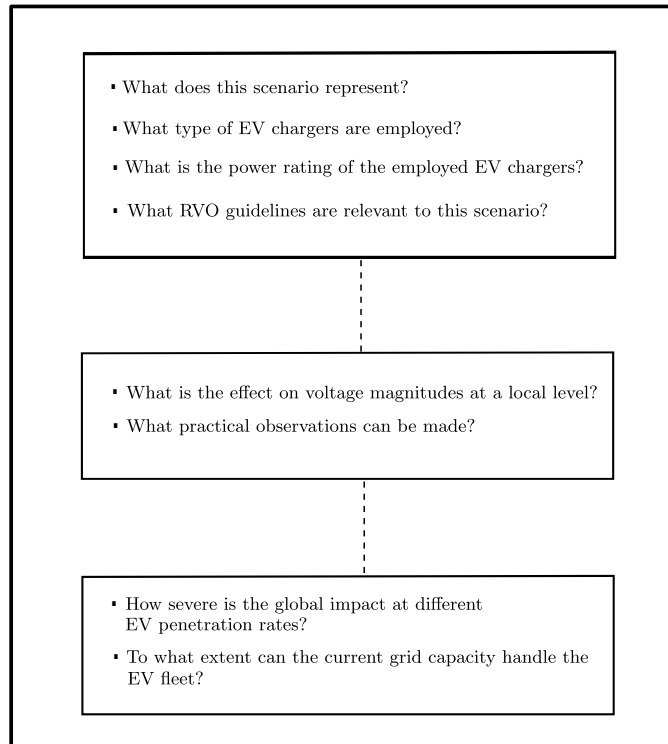 ▪ What does this scenario represent?
▪ What type of EV chargers are employed?
▪ What is the power rating of the employed EV chargers?
▪ What RVO guidelines are relevant to this scenario?
▪ What is the effect on voltage magnitudes at a local level?
▪ What practical observations can be made?
▪ How severe is the global impact at different
EV penetration rates?
▪ To what extent can the current grid capacity handle the
EV fleet?